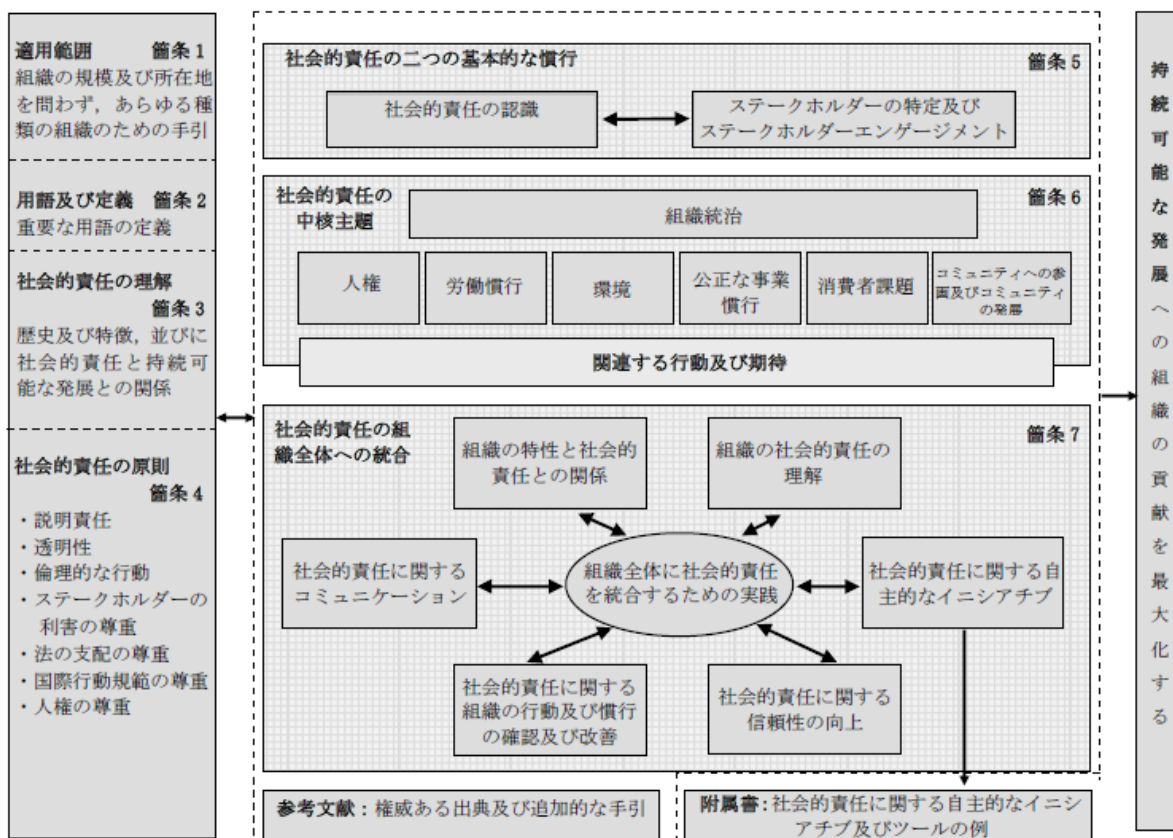 適用範囲 箇条 1
組織の規模及び所在地
を問わず，あらゆる種
類の組織のための手引
用語及び定義 箇条 2
重要な用語の定義
社会的責任の理解
箇条 3
歴史及び特徴，並びに
社会的責任と持続可
能な発展との関係
社会的責任の原則
箇条 4
・説明責任
・透明性
・倫理的な行動
・ステークホルダーの
利害の尊重
・法の支配の尊重
・国際行動規範の尊重
・人権の尊重
社会的責任の二つの基本的な慣行
箇条 5
社会的責任の認識
ステークホルダーの特定及び
ステークホルダーエンゲージメント
社会的責任の
中核主題
箇条 6
組織統治
人権
労働慣行
環境
公正な事業
慣行
消費者課題
コミュニティへの参
画及びコミュニティ
の発展
関連する行動及び期待
社会的責任の組
織全体への統合
箇条 7
組織の特性と社会的
責任との関係
組織の社会的責任の
理解
社会的責任に関する
コミュニケーション
組織全体に社会的責任
を統合するための実践
社会的責任に関する自
主的なイニシアチブ
社会的責任に関する
組織の行動及び慣行
の確認及び改善
社会的責任に関する
信頼性の向上
参考文献：権威ある出典及び追加的な手引
附属書：社会的責任に関する自主的なイニシ
アチブ及びツールの例
持続可能な発展への組織の貢献を最大化する